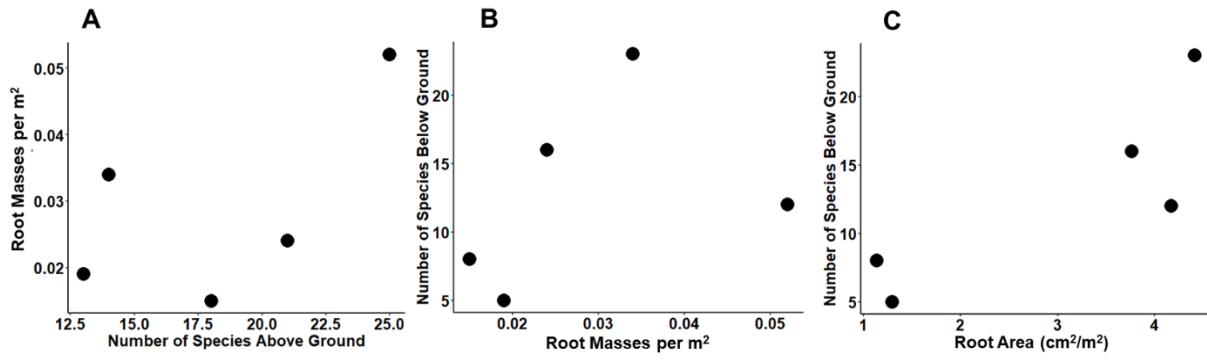 A
Root Masses per m²
0.05
0.04
0.03
0.02
12.5 15.0 17.5 20.0 22.5 25.0
Number of Species Above Ground
B
Number of Species Below Ground
20
15
10
5
0.02 0.03 0.04 0.05
Root Masses per m²
C
Number of Species Below Ground
20
15
10
5
1 2 3 4
Root Area (cm²/m²)